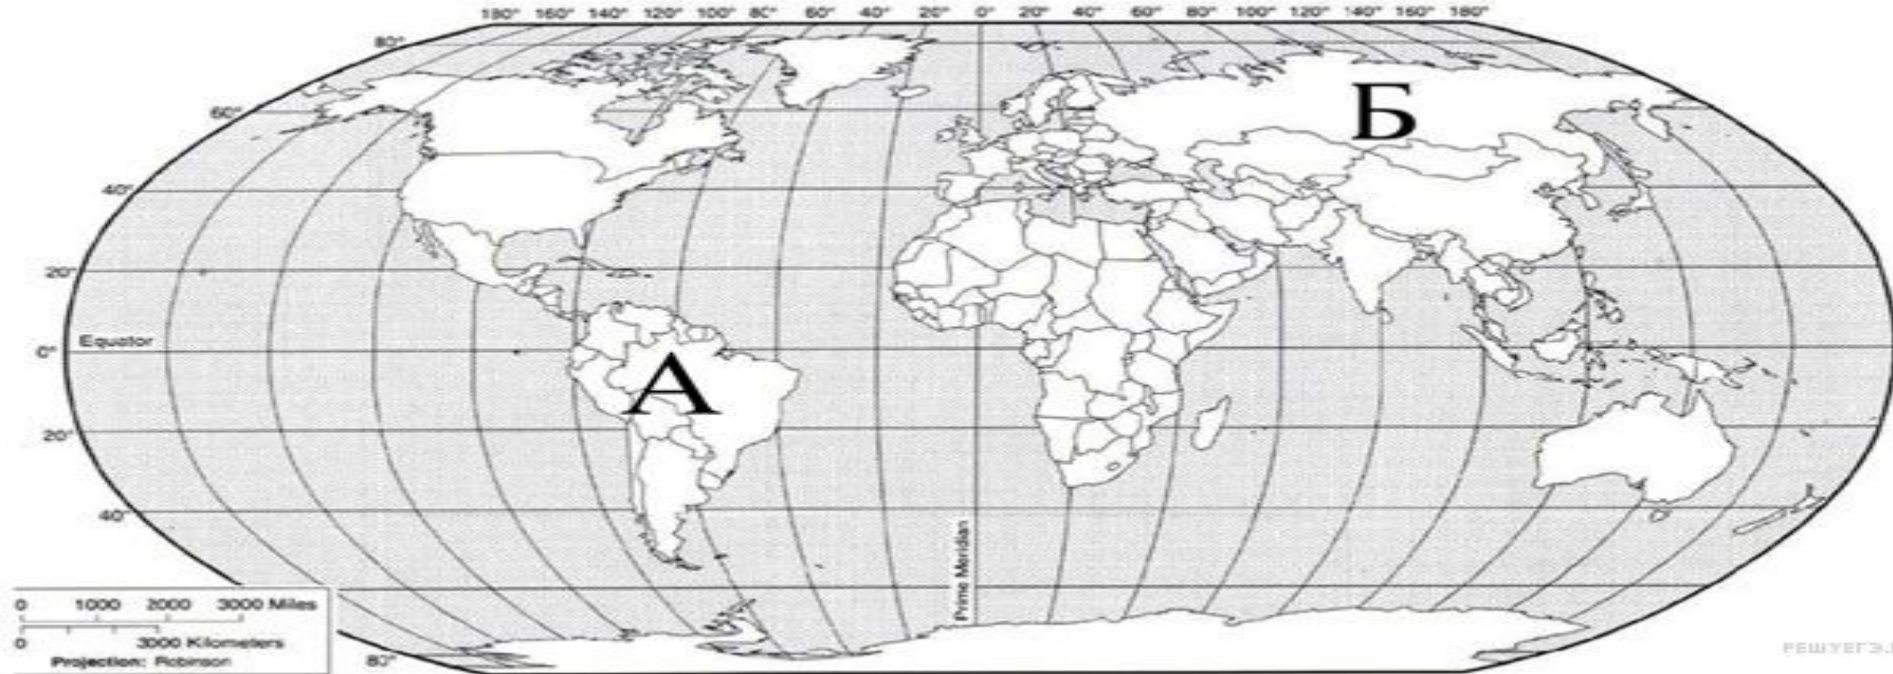 180° 160° 140° 120° 100° 80° 60° 40° 20° 0° 20° 40° 60° 80° 100° 120° 140° 160° 180°
80°
60°
Б
40°
20°
Equator
0°
А
20°
40°
Prime Meridian
0 1000 2000 3000 Miles
0 3000 Kilometers
Projection: Robinson
80°
РЕШУЕГЭ.